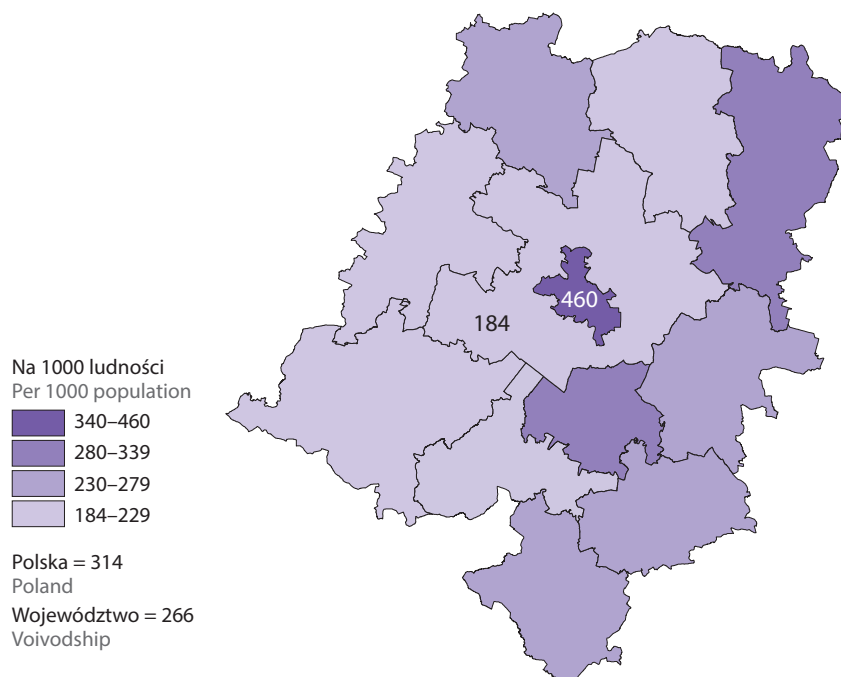 460
184
Na 1000 ludności
Per 1000 population
340–460
280–339
230–279
184–229
Polska = 314
Poland
Województwo = 266
Voivodship